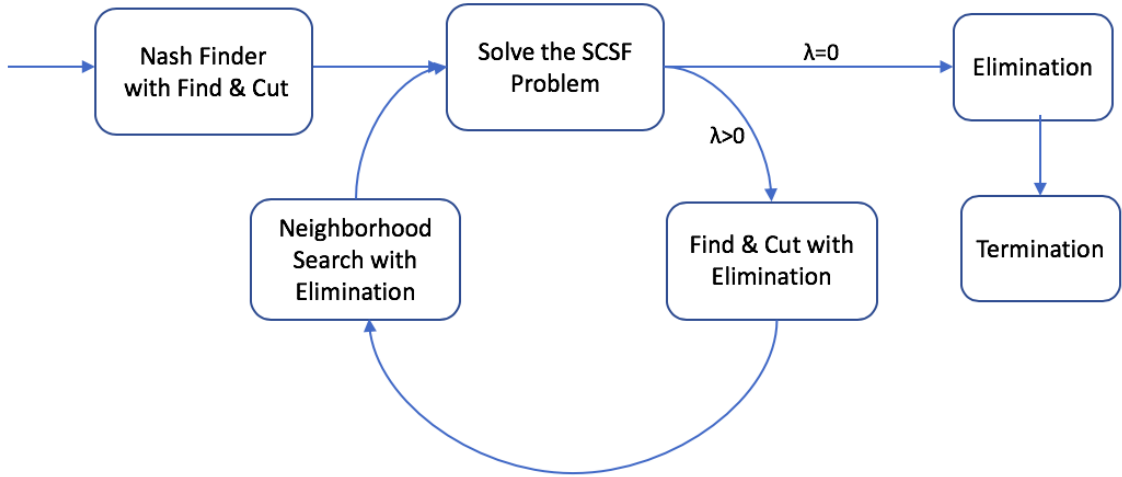 Nash Finder
with Find & Cut
Solve the SCSF
Problem
λ=0
Elimination
λ>0
Neighborhood
Search with
Elimination
Find & Cut with
Elimination
Termination